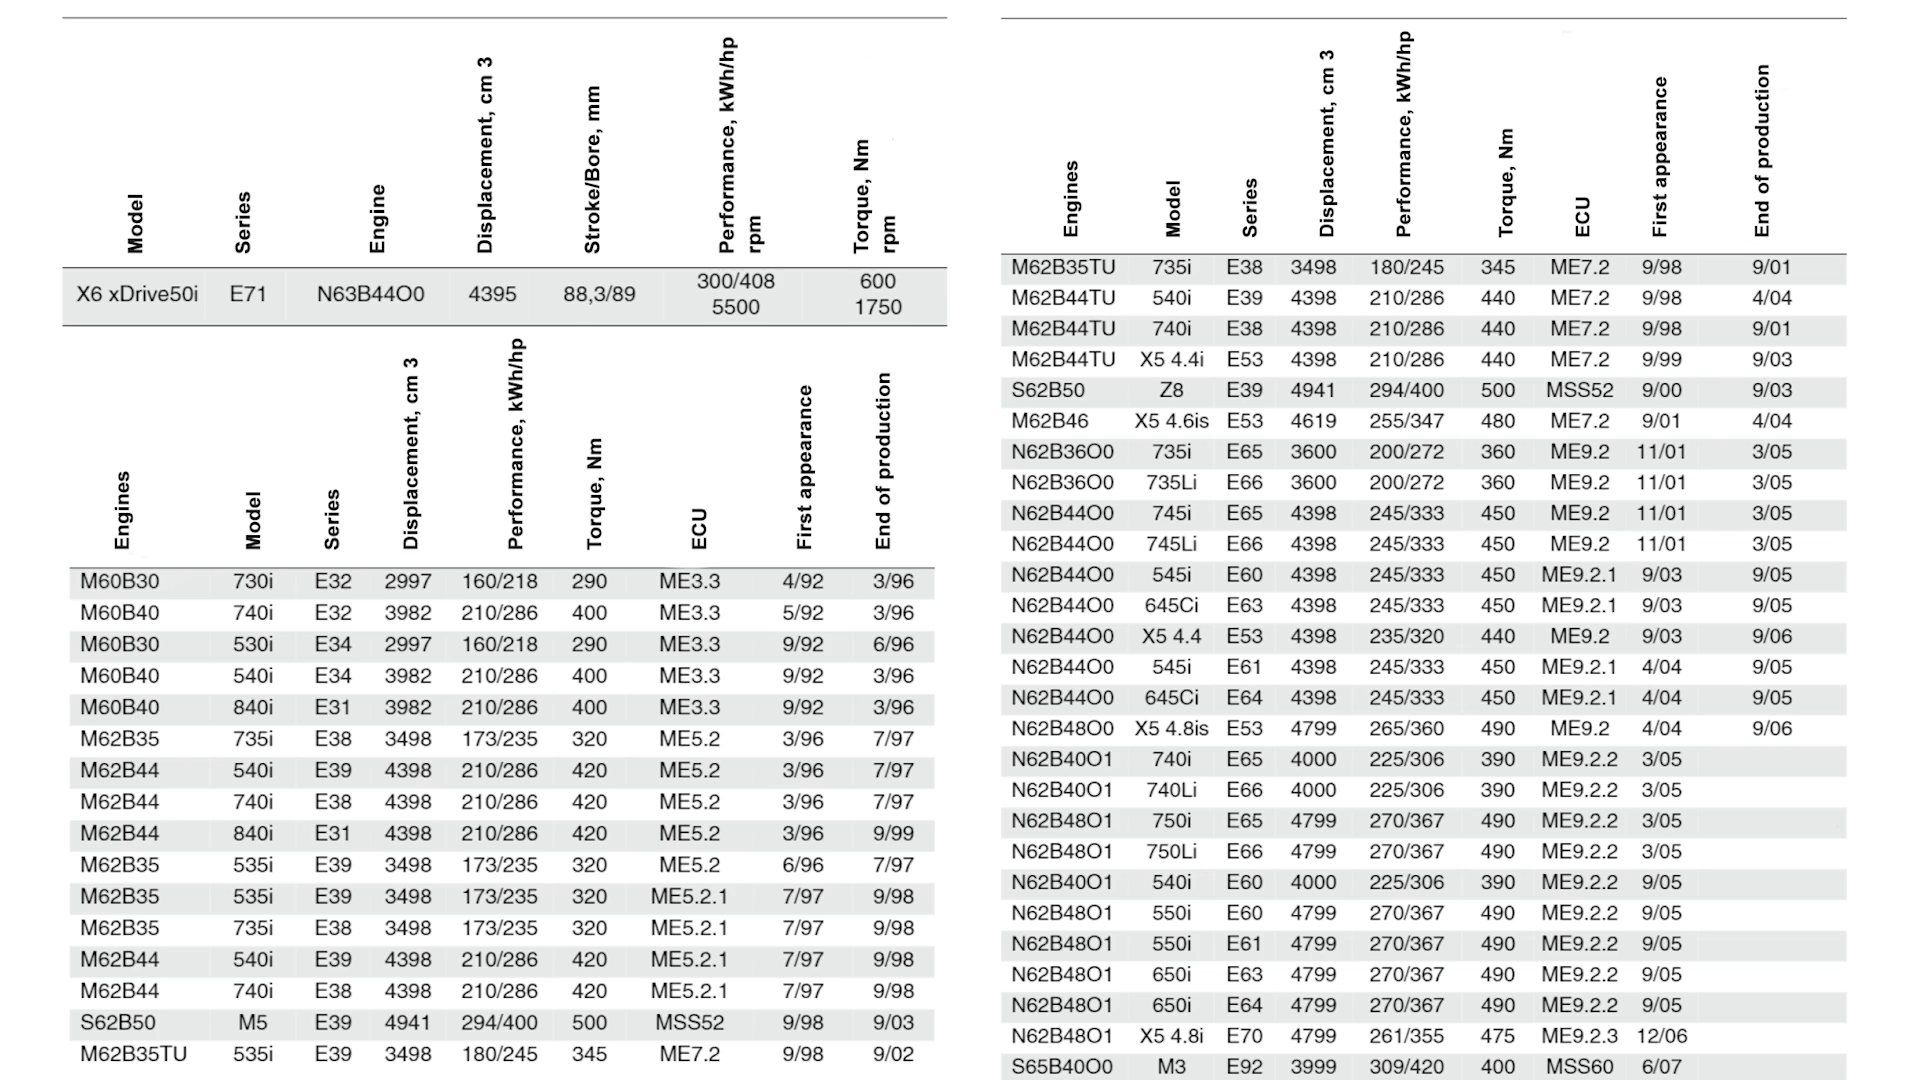 Model Series Engine Displacement, cm 3 Stroke/Bore, mm Performance, kWh/hp rpm Torque, Nm rpm
X6 xDrive50i E71 N63B44O0 4395 88,3/89 300/408 5500 600 1750
Engines Model Series Displacement, cm 3 Performance, kWh/hp Torque, Nm ECU First appearance End of production
M60B30 730i E32 2997 160/218 290 ME3.3 4/92 3/96
M60B40 740i E32 3982 210/286 400 ME3.3 5/92 3/96
M60B30 530i E34 2997 160/218 290 ME3.3 9/92 6/96
M60B40 540i E34 3982 210/286 400 ME3.3 9/92 3/96
M60B40 840i E31 3982 210/286 400 ME3.3 9/92 3/96
M62B35 735i E38 3498 173/235 320 ME5.2 3/96 7/97
M62B44 540i E39 4398 210/286 420 ME5.2 3/96 7/97
M62B44 740i E38 4398 210/286 420 ME5.2 3/96 7/97
M62B44 840i E31 4398 210/286 420 ME5.2 3/96 9/99
M62B35 535i E39 3498 173/235 320 ME5.2 6/96 7/97
M62B35 535i E39 3498 173/235 320 ME5.2.1 7/97 9/98
M62B35 735i E38 3498 173/235 320 ME5.2.1 7/97 9/98
M62B44 540i E39 4398 210/286 420 ME5.2.1 7/97 9/98
M62B44 740i E38 4398 210/286 420 ME5.2.1 7/97 9/98
S62B50 M5 E39 4941 294/400 500 MSS52 9/98 9/03
M62B35TU 535i E39 3498 180/245 345 ME7.2 9/98 9/02
Engines Model Series Displacement, cm 3 Performance, kWh/hp Torque, Nm ECU First appearance End of production
M62B35TU 735i E38 3498 180/245 345 ME7.2 9/98 9/01
M62B44TU 540i E39 4398 210/286 440 ME7.2 9/98 4/04
M62B44TU 740i E38 4398 210/286 440 ME7.2 9/98 9/01
M62B44TU X5 4.4i E53 4398 210/286 440 ME7.2 9/99 9/03
S62B50 Z8 E39 4941 294/400 500 MSS52 9/00 9/03
M62B46 X5 4.6is E53 4619 255/347 480 ME7.2 9/01 4/04
N62B36O0 735i E65 3600 200/272 360 ME9.2 11/01 3/05
N62B36O0 735Li E66 3600 200/272 360 ME9.2 11/01 3/05
N62B44O0 745i E65 4398 245/333 450 ME9.2 11/01 3/05
N62B44O0 745Li E66 4398 245/333 450 ME9.2 11/01 3/05
N62B44O0 545i E60 4398 245/333 450 ME9.2.1 9/03 9/05
N62B44O0 645Ci E63 4398 245/333 450 ME9.2.1 9/03 9/05
N62B44O0 X5 4.4 E53 4398 235/320 440 ME9.2 9/03 9/06
N62B44O0 545i E61 4398 245/333 450 ME9.2.1 4/04 9/05
N62B44O0 645Ci E64 4398 245/333 450 ME9.2.1 4/04 9/05
N62B48O0 X5 4.8is E53 4799 265/360 490 ME9.2 4/04 9/06
N62B40O1 740i E65 4000 225/306 390 ME9.2.2 3/05
N62B40O1 740Li E66 4000 225/306 390 ME9.2.2 3/05
N62B48O1 750i E65 4799 270/367 490 ME9.2.2 3/05
N62B48O1 750Li E66 4799 270/367 490 ME9.2.2 3/05
N62B40O1 540i E60 4000 225/306 390 ME9.2.2 9/05
N62B48O1 550i E60 4799 270/367 490 ME9.2.2 9/05
N62B48O1 550i E61 4799 270/367 490 ME9.2.2 9/05
N62B48O1 650i E63 4799 270/367 490 ME9.2.2 9/05
N62B48O1 650i E64 4799 270/367 490 ME9.2.2 9/05
N62B48O1 X5 4.8i E70 4799 261/355 475 ME9.2.3 12/06
S65B40O0 M3 E92 3999 309/420 400 MSS60 6/07